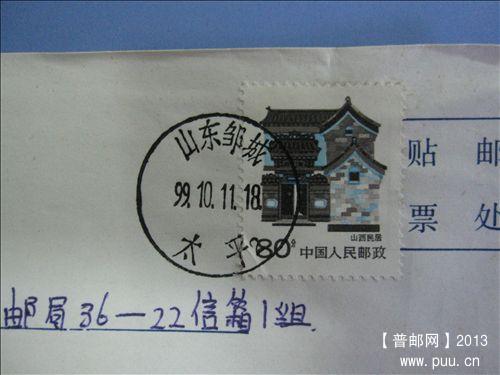 山东邹城
99.10.11.18
太平
山西民居
80分
中国人民邮政
贴邮
票处
邮局36—22信箱1组
【普邮网】2013
www.puu.cn